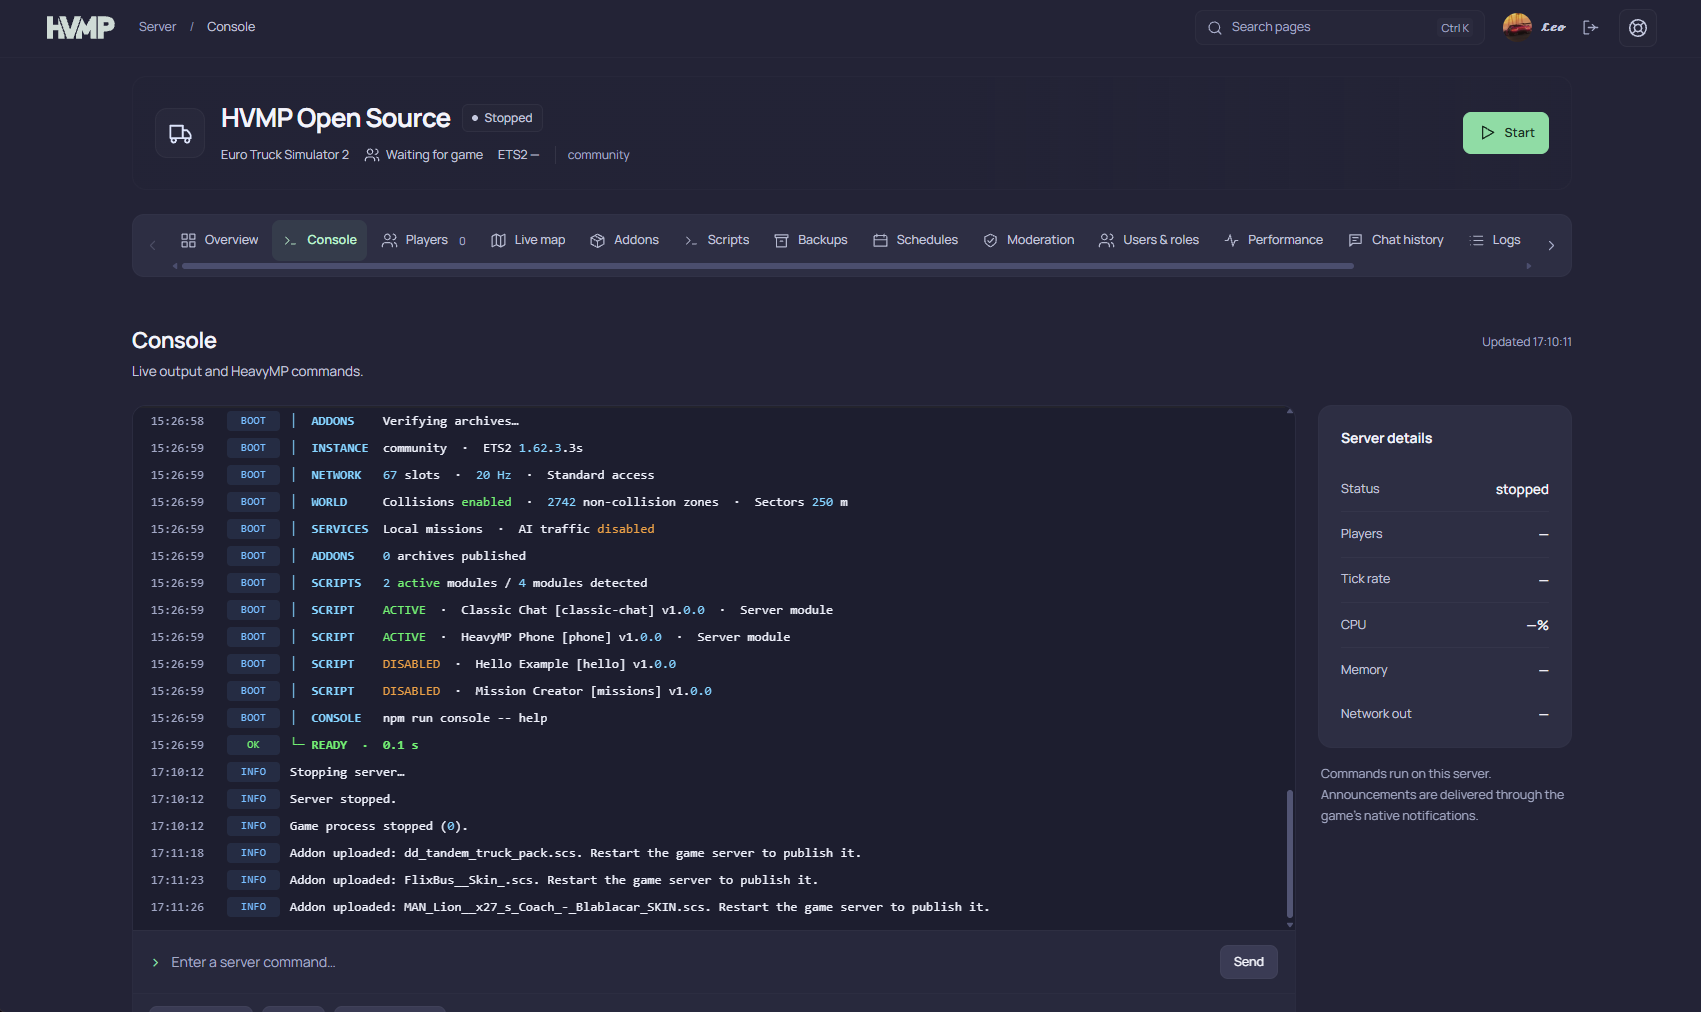 HVMP Server / Console Search pages Ctrl K Leo
HVMP Open Source Stopped
Start
Euro Truck Simulator 2 Waiting for game ETS2 — community
Overview Console Players 0 Live map Addons Scripts Backups Schedules Moderation Users & roles Performance Chat history Logs
Console
Updated 17:10:11
Live output and HeavyMP commands.
15:26:58 BOOT │ ADDONS Verifying archives…
15:26:59 BOOT │ INSTANCE community · ETS2 1.62.3.3s
15:26:59 BOOT │ NETWORK 67 slots · 20 Hz · Standard access
15:26:59 BOOT │ WORLD Collisions enabled · 2742 non-collision zones · Sectors 250 m
15:26:59 BOOT │ SERVICES Local missions · AI traffic disabled
15:26:59 BOOT │ ADDONS 0 archives published
15:26:59 BOOT │ SCRIPTS 2 active modules / 4 modules detected
15:26:59 BOOT │ SCRIPT ACTIVE · Classic Chat [classic-chat] v1.0.0 · Server module
15:26:59 BOOT │ SCRIPT ACTIVE · HeavyMP Phone [phone] v1.0.0 · Server module
15:26:59 BOOT │ SCRIPT DISABLED · Hello Example [hello] v1.0.0
15:26:59 BOOT │ SCRIPT DISABLED · Mission Creator [missions] v1.0.0
15:26:59 BOOT │ CONSOLE npm run console -- help
15:26:59 OK └─ READY · 0.1 s
17:10:12 INFO Stopping server…
17:10:12 INFO Server stopped.
17:10:12 INFO Game process stopped (0).
17:11:18 INFO Addon uploaded: dd_tandem_truck_pack.scs. Restart the game server to publish it.
17:11:23 INFO Addon uploaded: FlixBus__Skin_.scs. Restart the game server to publish it.
17:11:26 INFO Addon uploaded: MAN_Lion__x27_s_Coach_-_Blablacar_SKIN.scs. Restart the game server to publish it.
> Enter a server command…
Send
Server details
Status stopped
Players —
Tick rate —
CPU —%
Memory —
Network out —
Commands run on this server.
Announcements are delivered through the
game's native notifications.